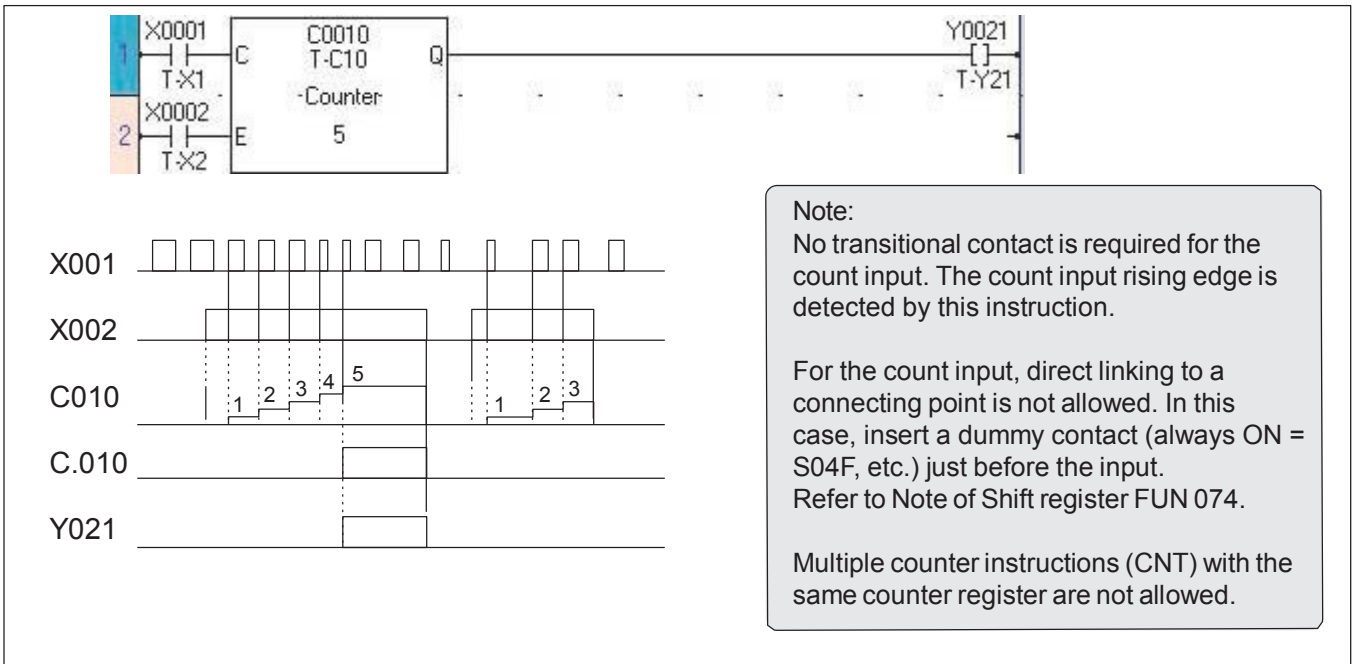 X0001
C0010
Y0021
1
C
T-C10
Q
T-X1
T-Y21
-Counter-
X0002
2
E
5
T-X2
Note:
No transitional contact is required for the
count input. The count input rising edge is
detected by this instruction.
For the count input, direct linking to a
connecting point is not allowed. In this
case, insert a dummy contact (always ON =
S04F, etc.) just before the input.
Refer to Note of Shift register FUN 074.
Multiple counter instructions (CNT) with the
same counter register are not allowed.
X001
X002
C010
1 2 3 4 5 1 2 3
C.010
Y021